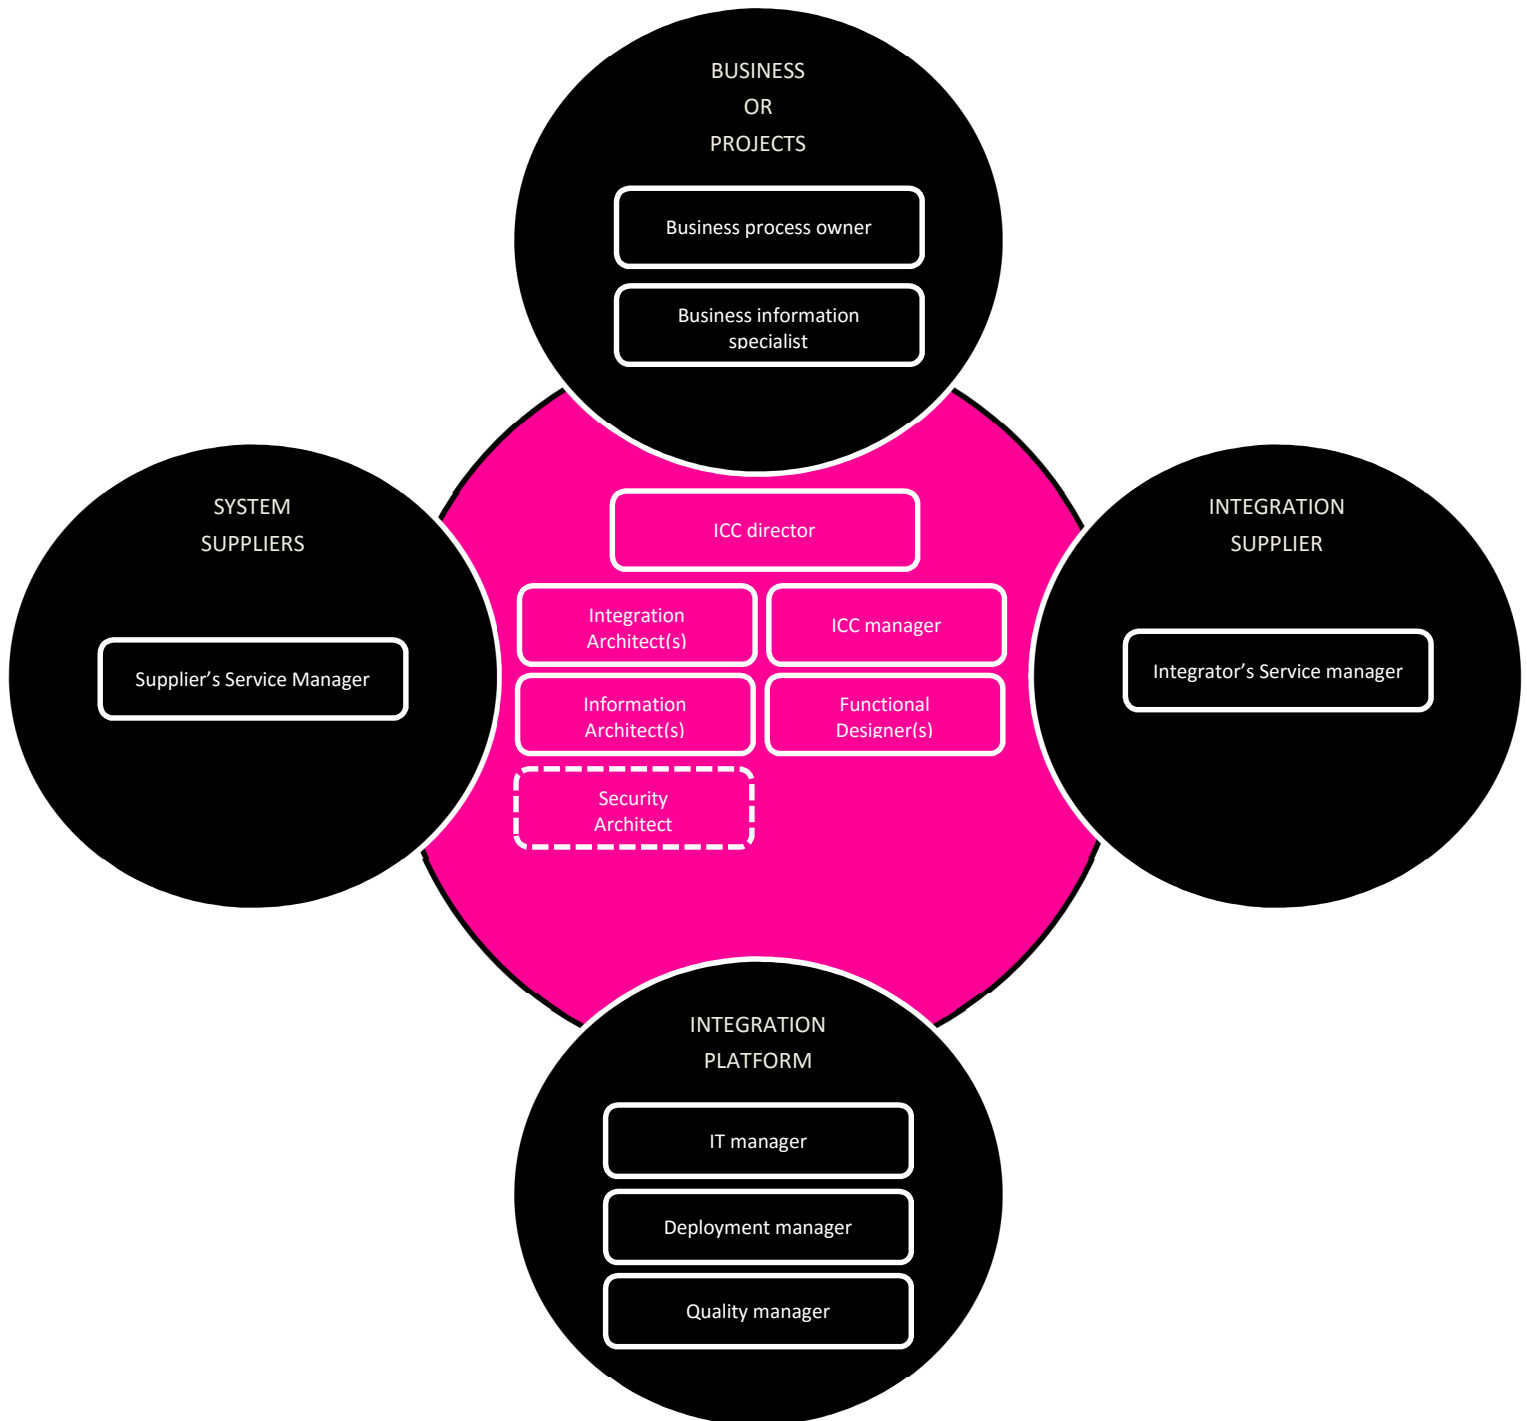 BUSINESS
OR
PROJECTS
Business process owner
Business information
specialist
SYSTEM
SUPPLIERS
Supplier’s Service Manager
ICC director
Integration
Architect(s)
ICC manager
Information
Architect(s)
Functional
Designer(s)
Security
Architect
INTEGRATION
SUPPLIER
Integrator’s Service manager
INTEGRATION
PLATFORM
IT manager
Deployment manager
Quality manager